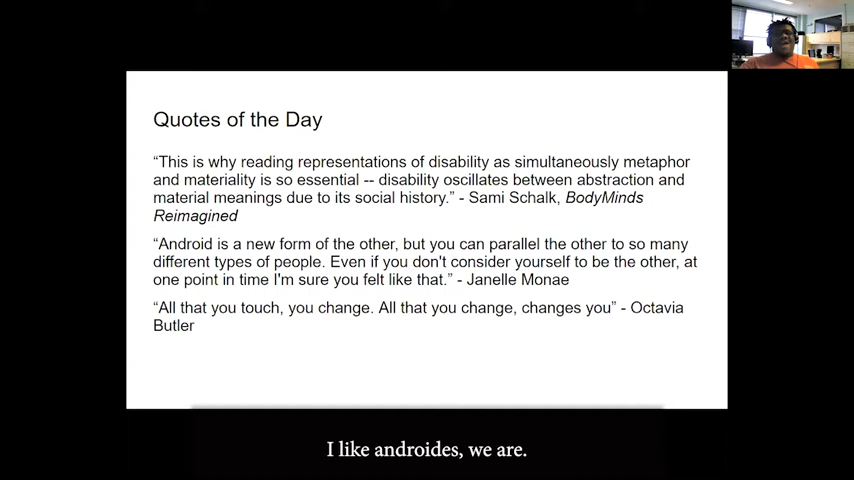 Quotes of the Day
“This is why reading representations of disability as simultaneously metaphor
and materiality is so essential -- disability oscillates between abstraction and
material meanings due to its social history.” - Sami Schalk, BodyMinds
Reimagined
“Android is a new form of the other, but you can parallel the other to so many
different types of people. Even if you don't consider yourself to be the other, at
one point in time I'm sure you felt like that.” - Janelle Monae
“All that you touch, you change. All that you change, changes you” - Octavia
Butler
I like androides, we are.